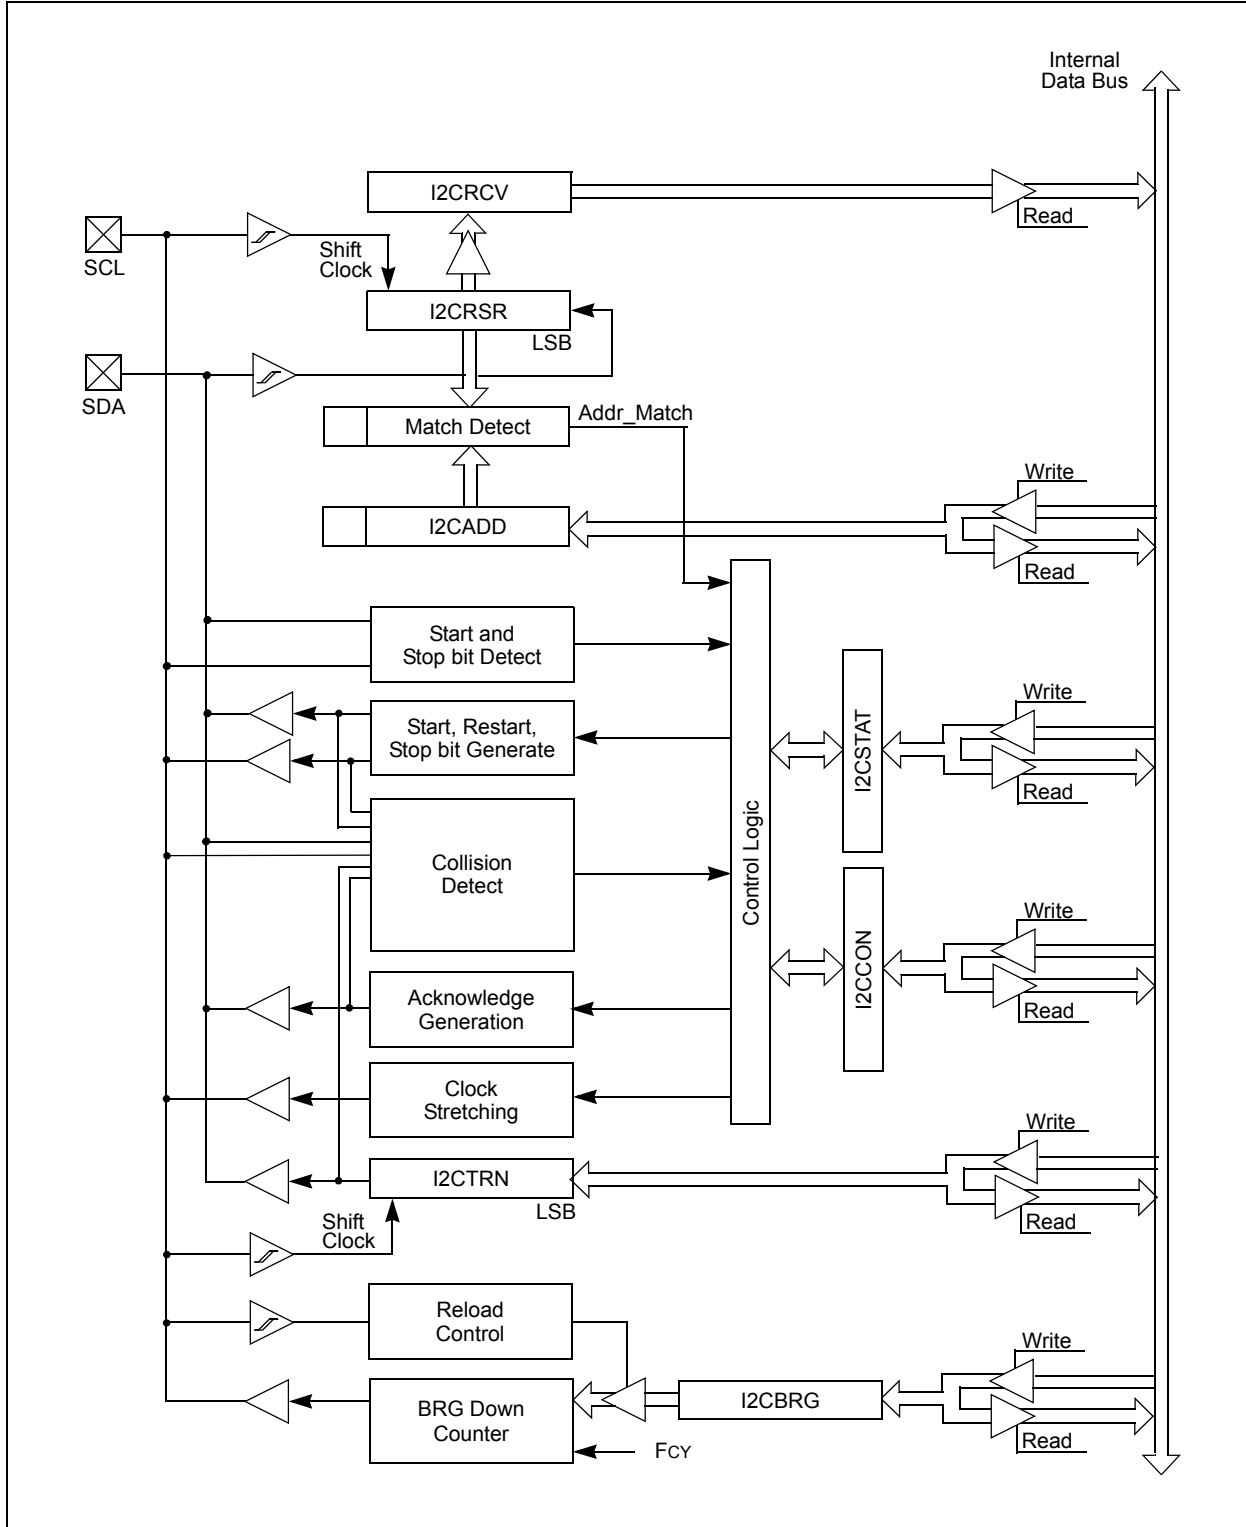 Internal
Data Bus
I2CRCV
Read
SCL
Shift
Clock
I2CRSR
LSB
SDA
Match Detect
Addr_Match
Write
I2CADD
Read
Start and
Stop bit Detect
Write
Start, Restart,
Stop bit Generate
I2CSTAT
Read
Control Logic
Collision
Detect
Write
I2CCON
Acknowledge
Generation
Read
Clock
Stretching
Write
I2CTRN
LSB
Read
Shift
Clock
Reload
Control
Write
I2CBRG
BRG Down
Counter
Read
FCY